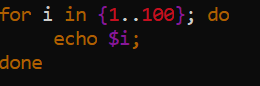 for i in {1..100}; do
     echo $i;
done